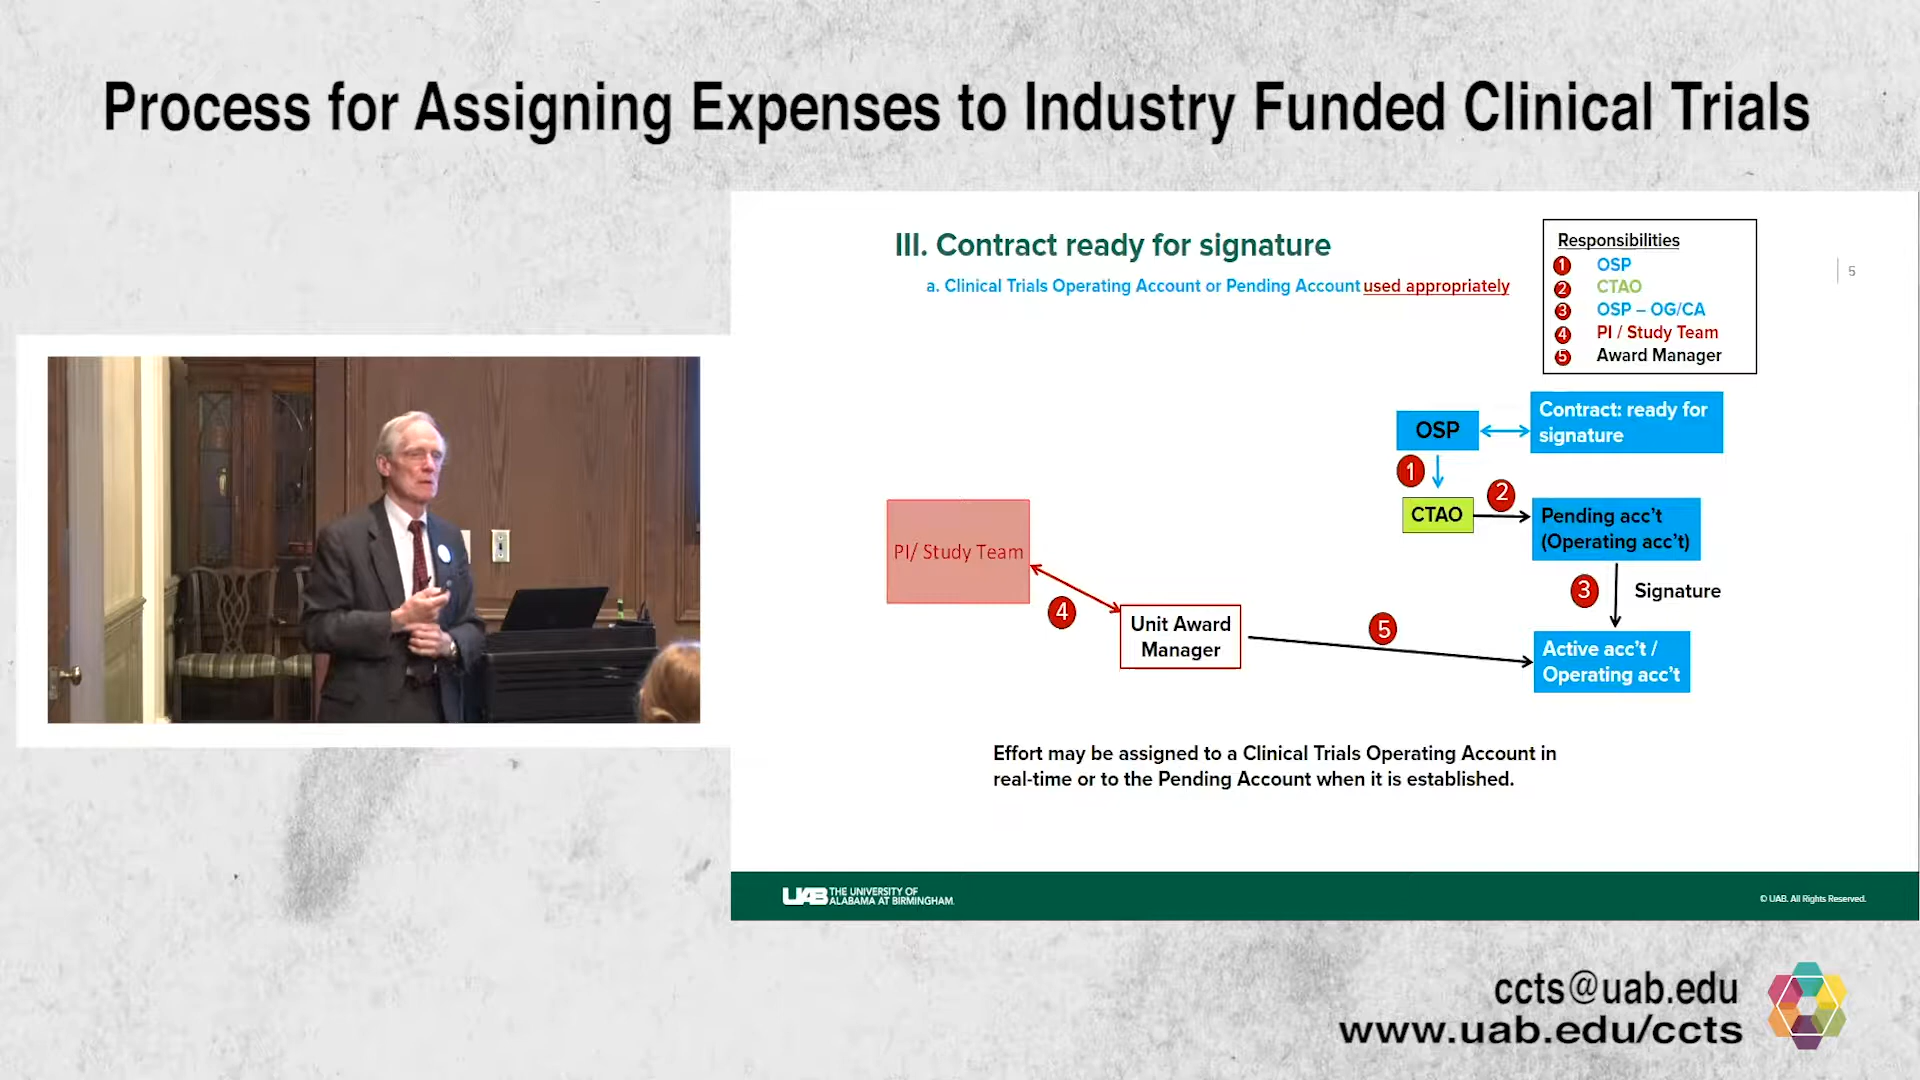 Process for Assigning Expenses to Industry Funded Clinical Trials
III. Contract ready for signature
a. Clinical Trials Operating Account or Pending Account used appropriately
Responsibilities
1 OSP
2 CTAO
3 OSP – OG/CA
4 PI / Study Team
5 Award Manager
5
OSP
Contract: ready for
signature
1
CTAO
2
Pending acc't
(Operating acc't)
3
Signature
PI/ Study Team
4
Unit Award
Manager
5
Active acc't /
Operating acc't
Effort may be assigned to a Clinical Trials Operating Account in
real-time or to the Pending Account when it is established.
UAB THE UNIVERSITY OF
ALABAMA AT BIRMINGHAM.
© UAB. All Rights Reserved.
ccts@uab.edu
www.uab.edu/ccts